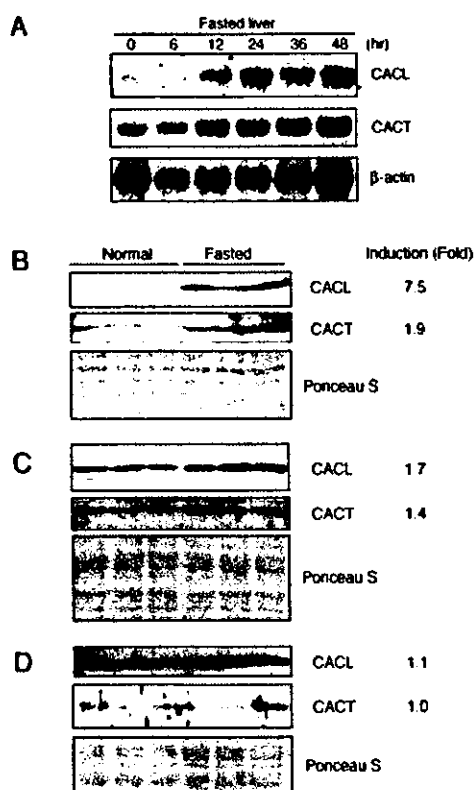 A
Fasted liver
0 6 12 24 36 48 (hr)
CACL
CACT
β-actin
B
Normal Fasted Induction (Fold)
CACL 7.5
CACT 1.9
Ponceau S
C
CACL 1.7
CACT 1.4
Ponceau S
D
CACL 1.1
CACT 1.0
Ponceau S